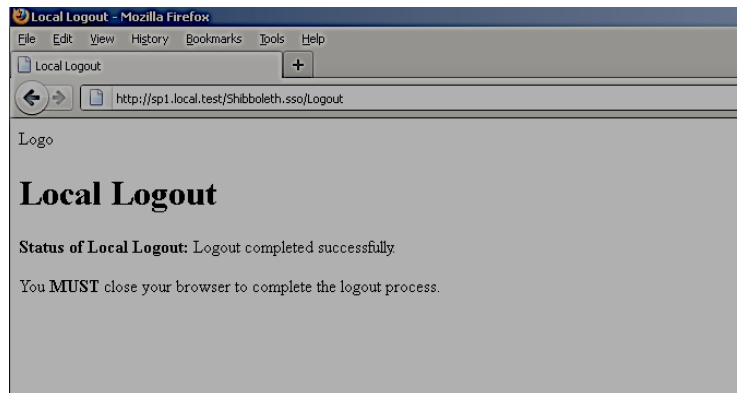 Local Logout - Mozilla Firefox
File Edit View History Bookmarks Tools Help
Local Logout +
http://sp1.local.test/Shibboleth.sso/Logout
Logo
Local Logout
Status of Local Logout: Logout completed successfully.
You MUST close your browser to complete the logout process.